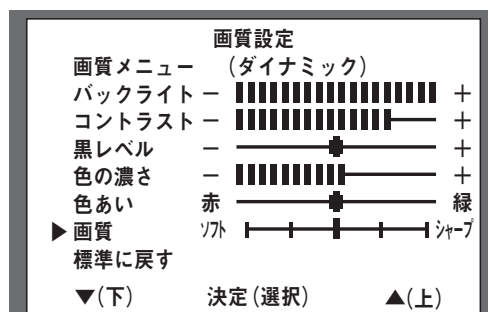 画質設定
画質メニュー (ダイナミック)
バックライト − +
コントラスト − +
黒レベル − +
色の濃さ − +
色あい 赤 緑
▶画質 ソフト シャープ
標準に戻す
▼(下) 決定(選択) ▲(上)